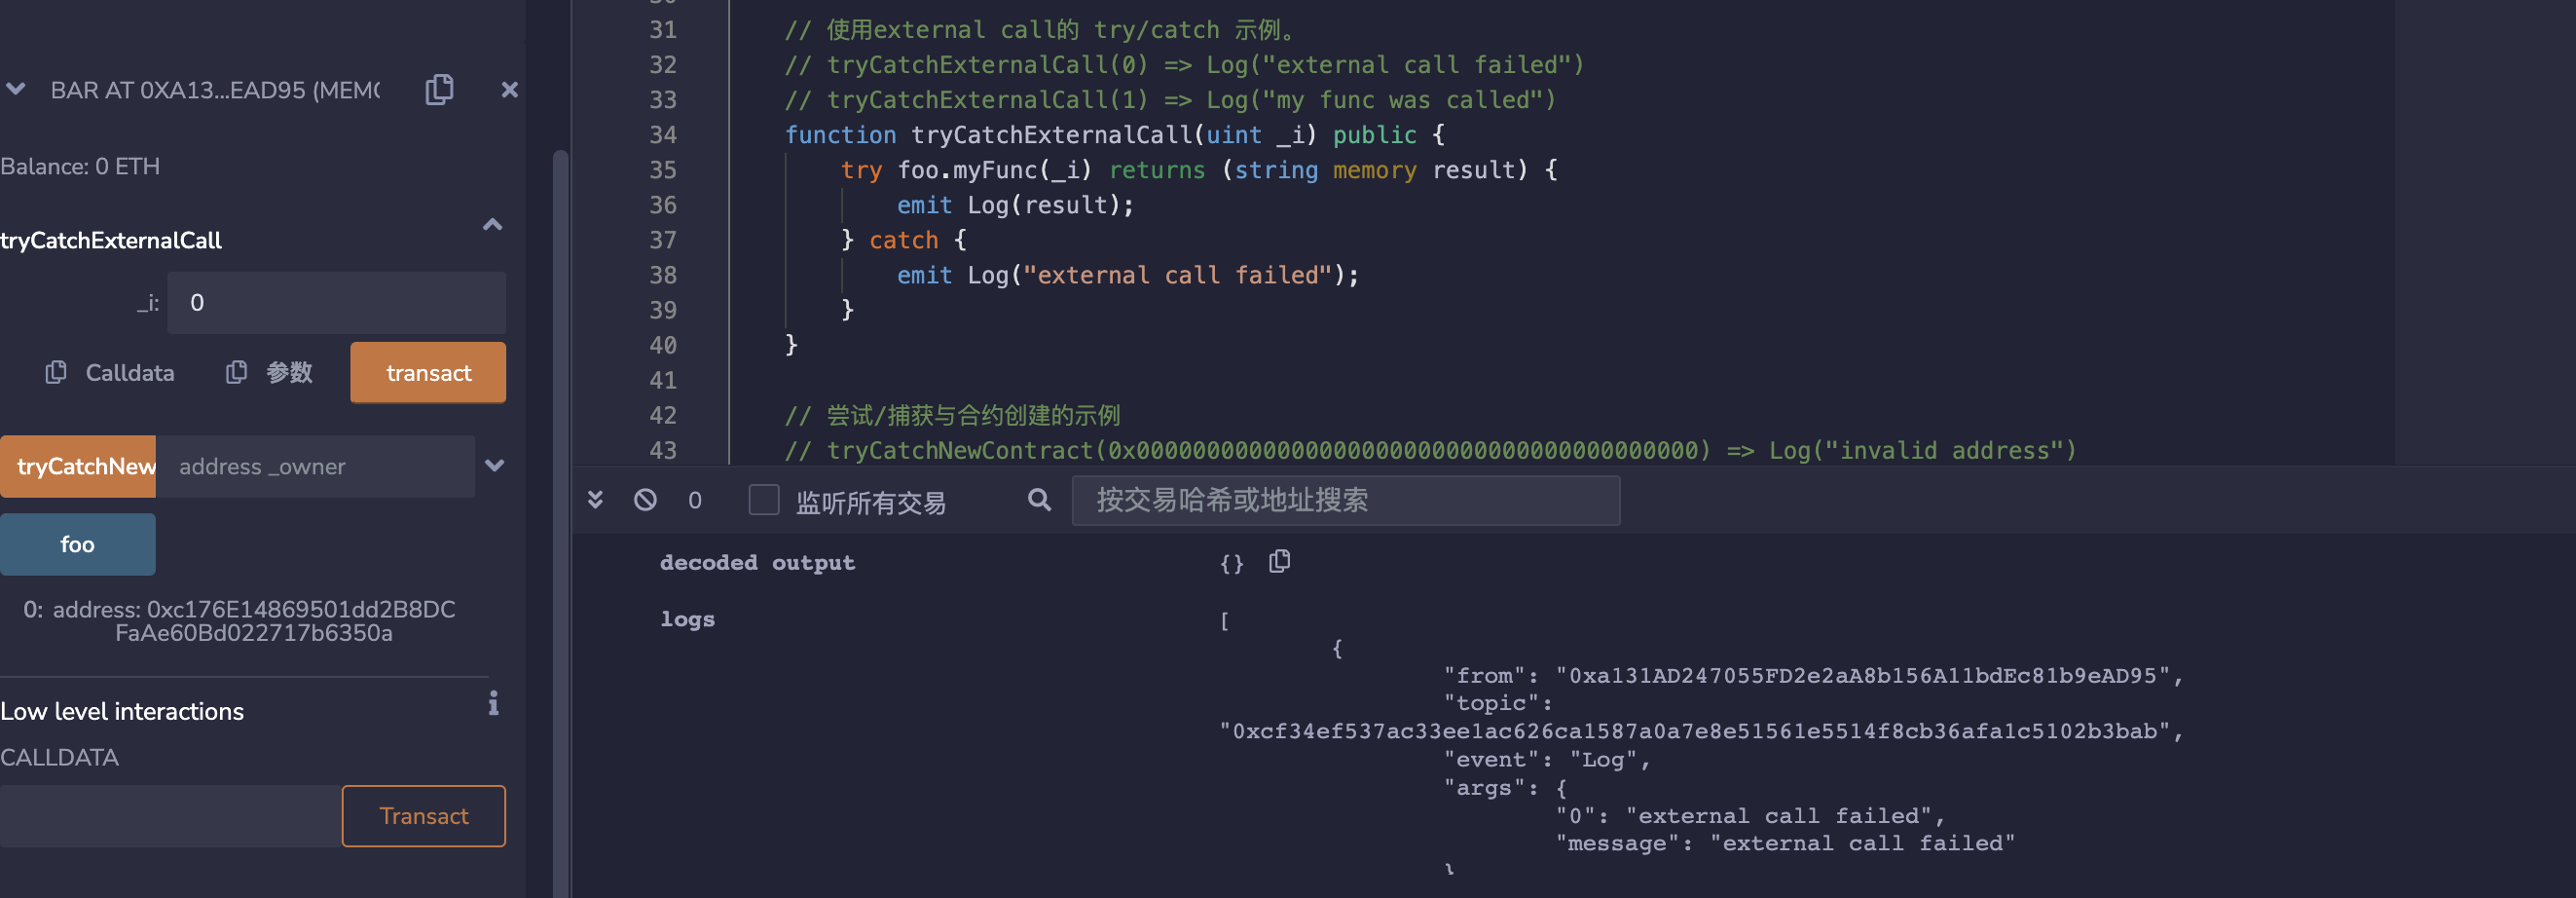 BAR AT 0XA13...EAD95 (MEMO
Balance: 0 ETH
tryCatchExternalCall
_i: 0
Calldata 参数 transact
tryCatchNew address _owner
foo
0: address: 0xc176E14869501dd2B8DC
FaAe60Bd022717b6350a
Low level interactions
CALLDATA
Transact
31 // 使用external call的 try/catch 示例。
32 // tryCatchExternalCall(0) => Log("external call failed")
33 // tryCatchExternalCall(1) => Log("my func was called")
34 function tryCatchExternalCall(uint _i) public {
35 try foo.myFunc(_i) returns (string memory result) {
36 emit Log(result);
37 } catch {
38 emit Log("external call failed");
39 }
40 }
41
42 // 尝试/捕获与合约创建的示例
43 // tryCatchNewContract(0x0000000000000000000000000000000000000000) => Log("invalid address")
0 监听所有交易 按交易哈希或地址搜索
decoded output {}
logs [
{
"from": "0xa131AD247055FD2e2aA8b156A11bdEc81b9eAD95",
"topic":
"0xcf34ef537ac33ee1ac626ca1587a0a7e8e51561e5514f8cb36afa1c5102b3bab",
"event": "Log",
"args": {
"0": "external call failed",
"message": "external call failed"
}